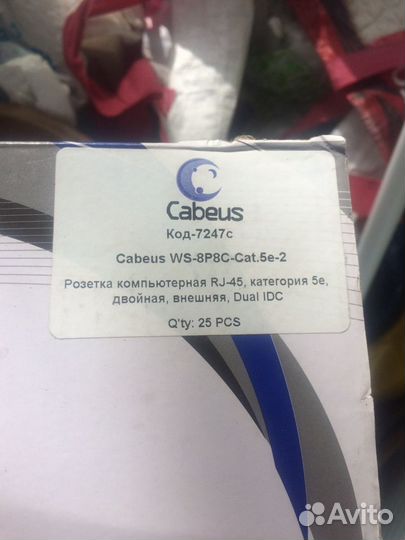 Cabeus
Код-7247c
Cabeus WS-8P8C-Cat.5e-2
Розетка компьютерная RJ-45, категория 5е,
двойная, внешняя, Dual IDC
Q'ty: 25 PCS
Avito